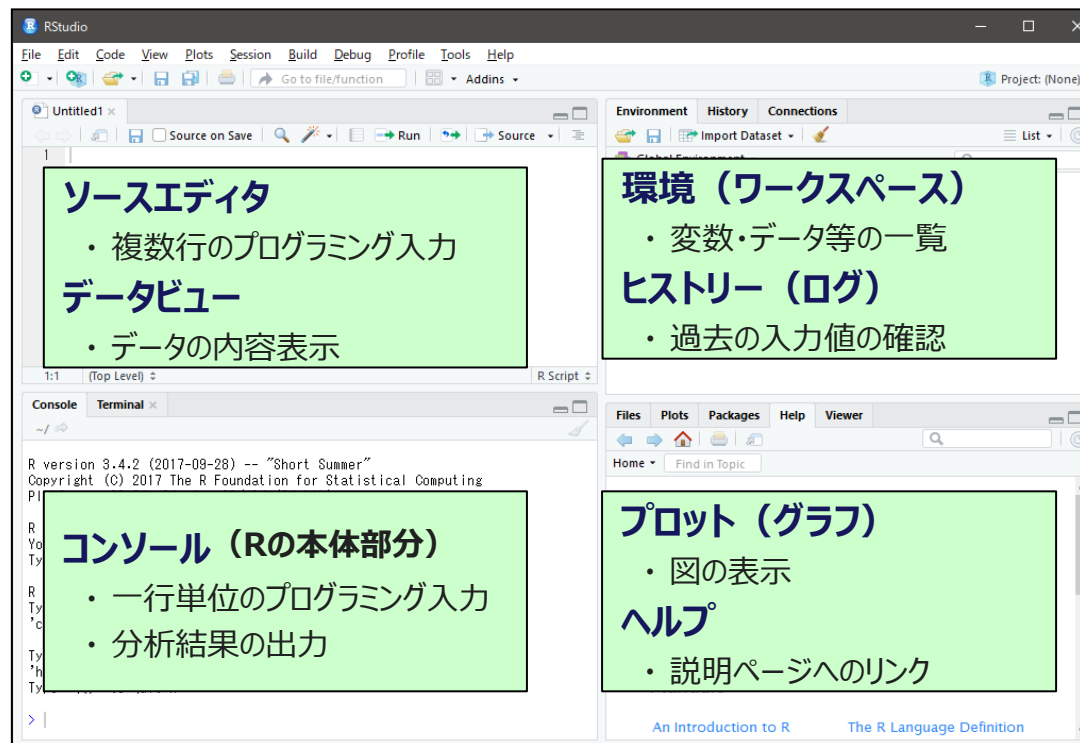 RStudio
File Edit Code View Plots Session Build Debug Profile Tools Help
Go to file/function Addins Project: (None)
Untitled1
Source on Save Run Source
1
ソースエディタ
・複数行のプログラミング入力
データビュー
・データの内容表示
1:1 (Top Level) R Script
Environment History Connections
Import Dataset List
Global Environment
環境（ワークスペース）
・変数・データ等の一覧
ヒストリー（ログ）
・過去の入力値の確認
Console Terminal
~/
R version 3.4.2 (2017-09-28) -- "Short Summer"
Copyright (C) 2017 The R Foundation for Statistical Computing
コンソール（Rの本体部分）
・一行単位のプログラミング入力
・分析結果の出力
>
Files Plots Packages Help Viewer
Home Find in Topic
プロット（グラフ）
・図の表示
ヘルプ
・説明ページへのリンク
An Introduction to R The R Language Definition